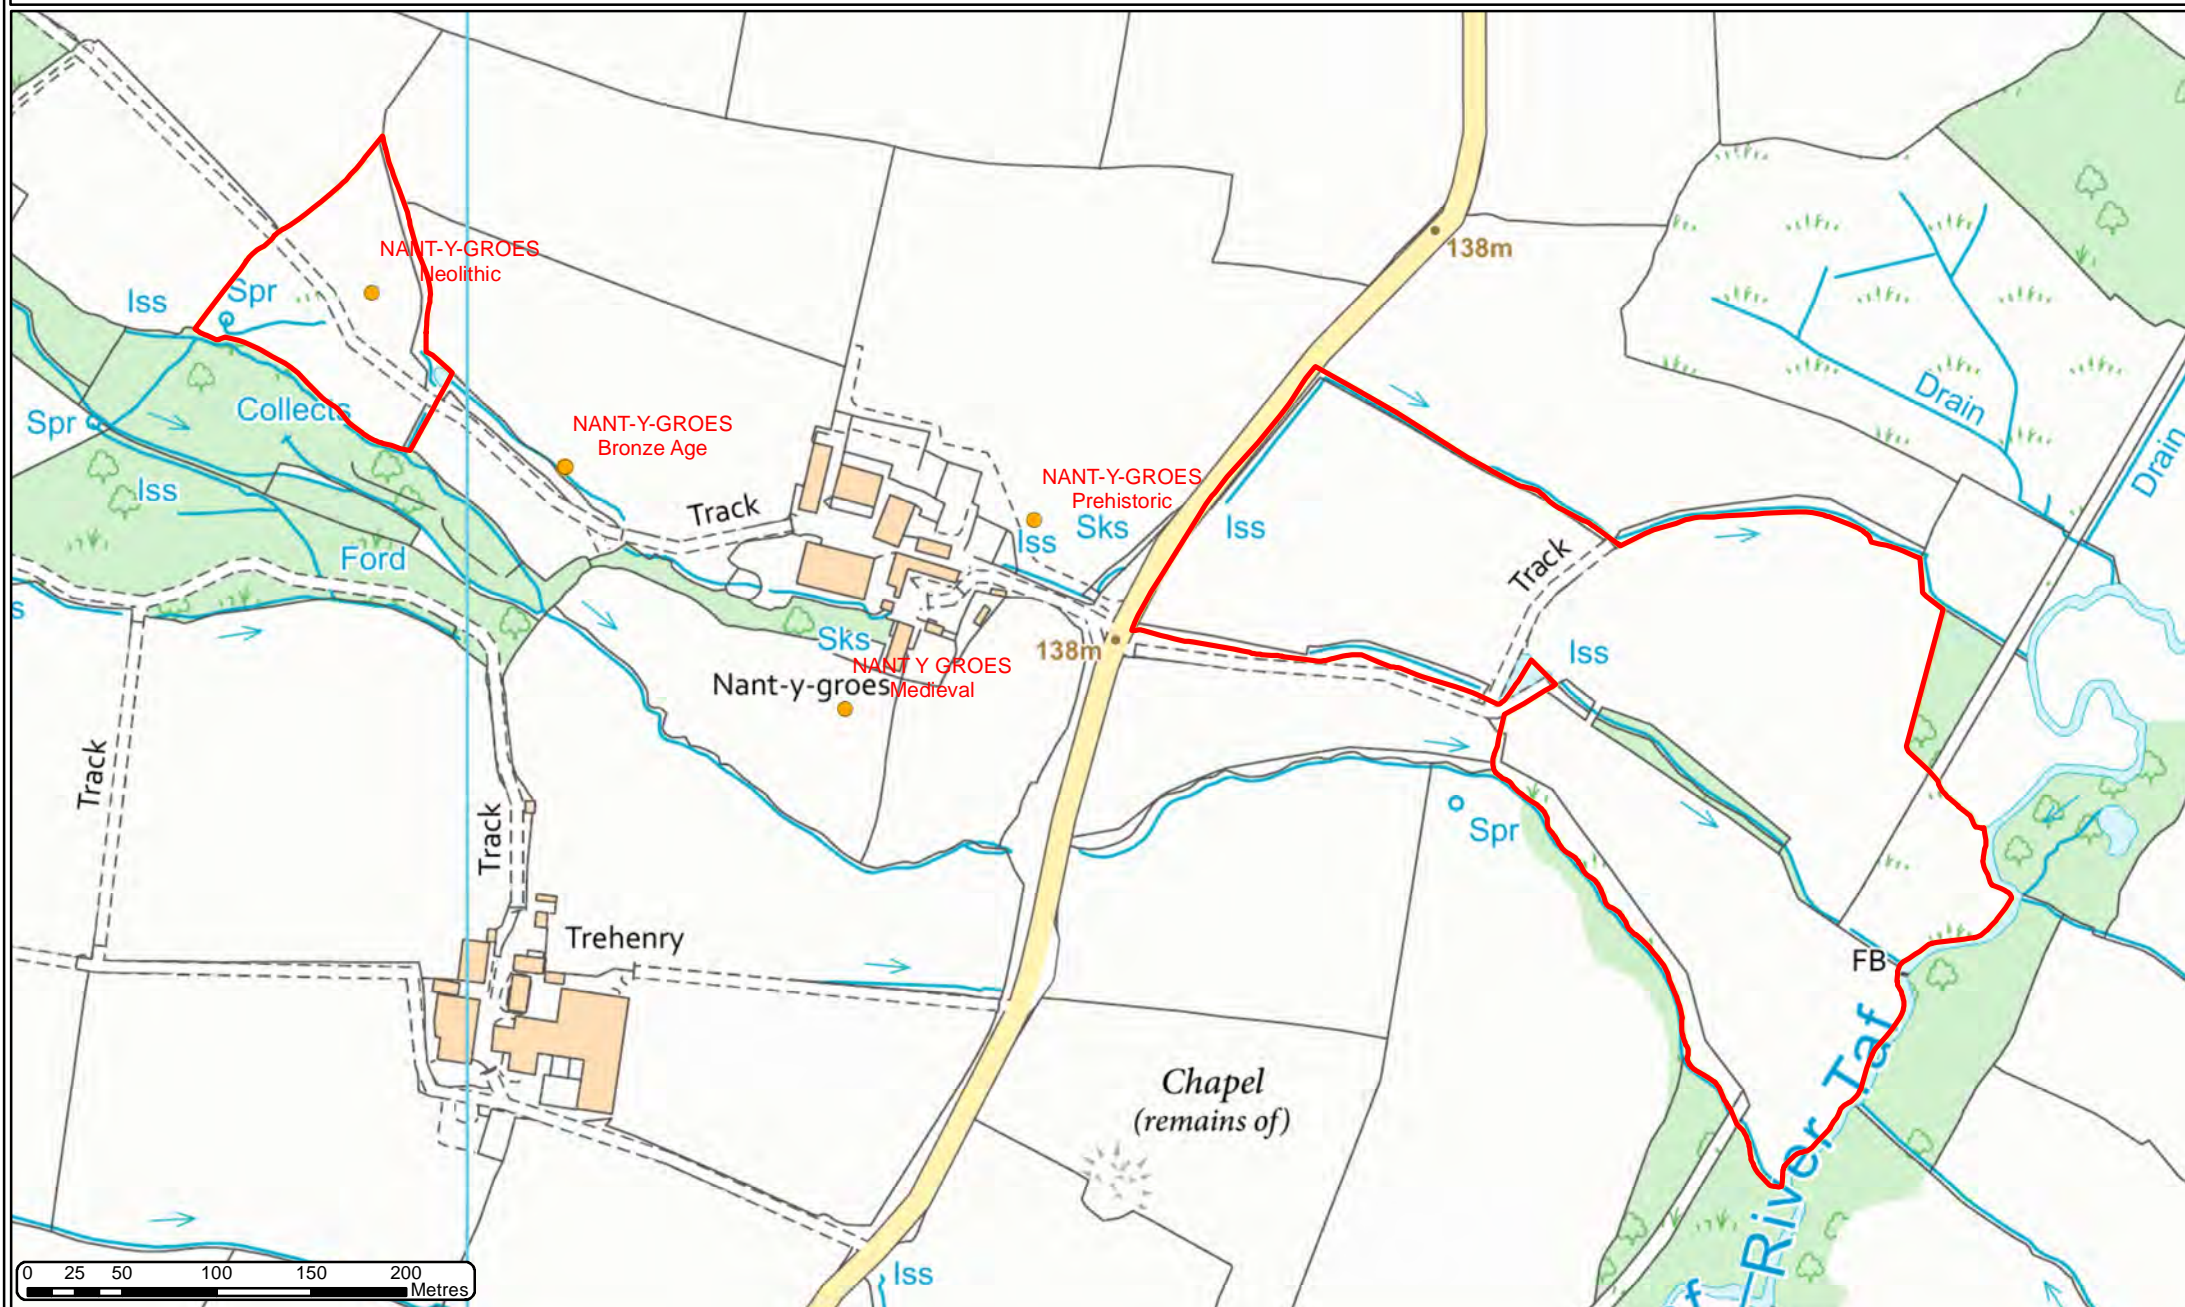 138m
NANT-Y-GROES
Neolithic
Iss
Spr
Drain
Drain
Collects
Spr
NANT-Y-GROES
Bronze Age
Iss
NANT-Y-GROES
Prehistoric
Track
Sks
Iss
Iss
Ford
Track
s
Sks
138m
Iss
NANT Y GROES
Medieval
Nant-y-groes
Track
Track
Spr
Trehenry
FB
River Taf
Chapel
(remains of)
Iss
f
0 25 50 100 150 200
Metres